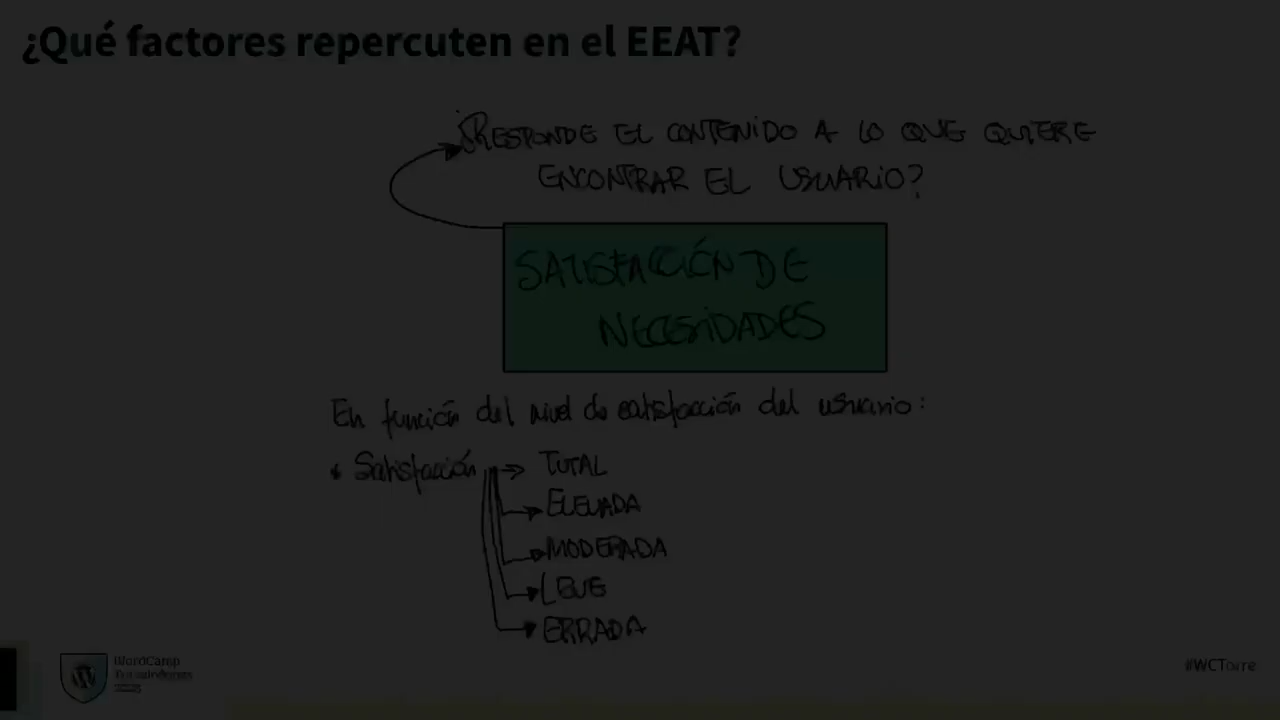 ¿Qué factores repercuten en el EEAT?
¿RESPONDE EL CONTENIDO A LO QUE QUIERE
ENCONTRAR EL USUARIO?
SATISFACCIÓN DE
NECESIDADES
En función del nivel de satisfacción del usuario:
• Satisfacción → TOTAL
ELEVADA
MODERADA
LEVE
ERRADA
WordCamp
#WCTorre